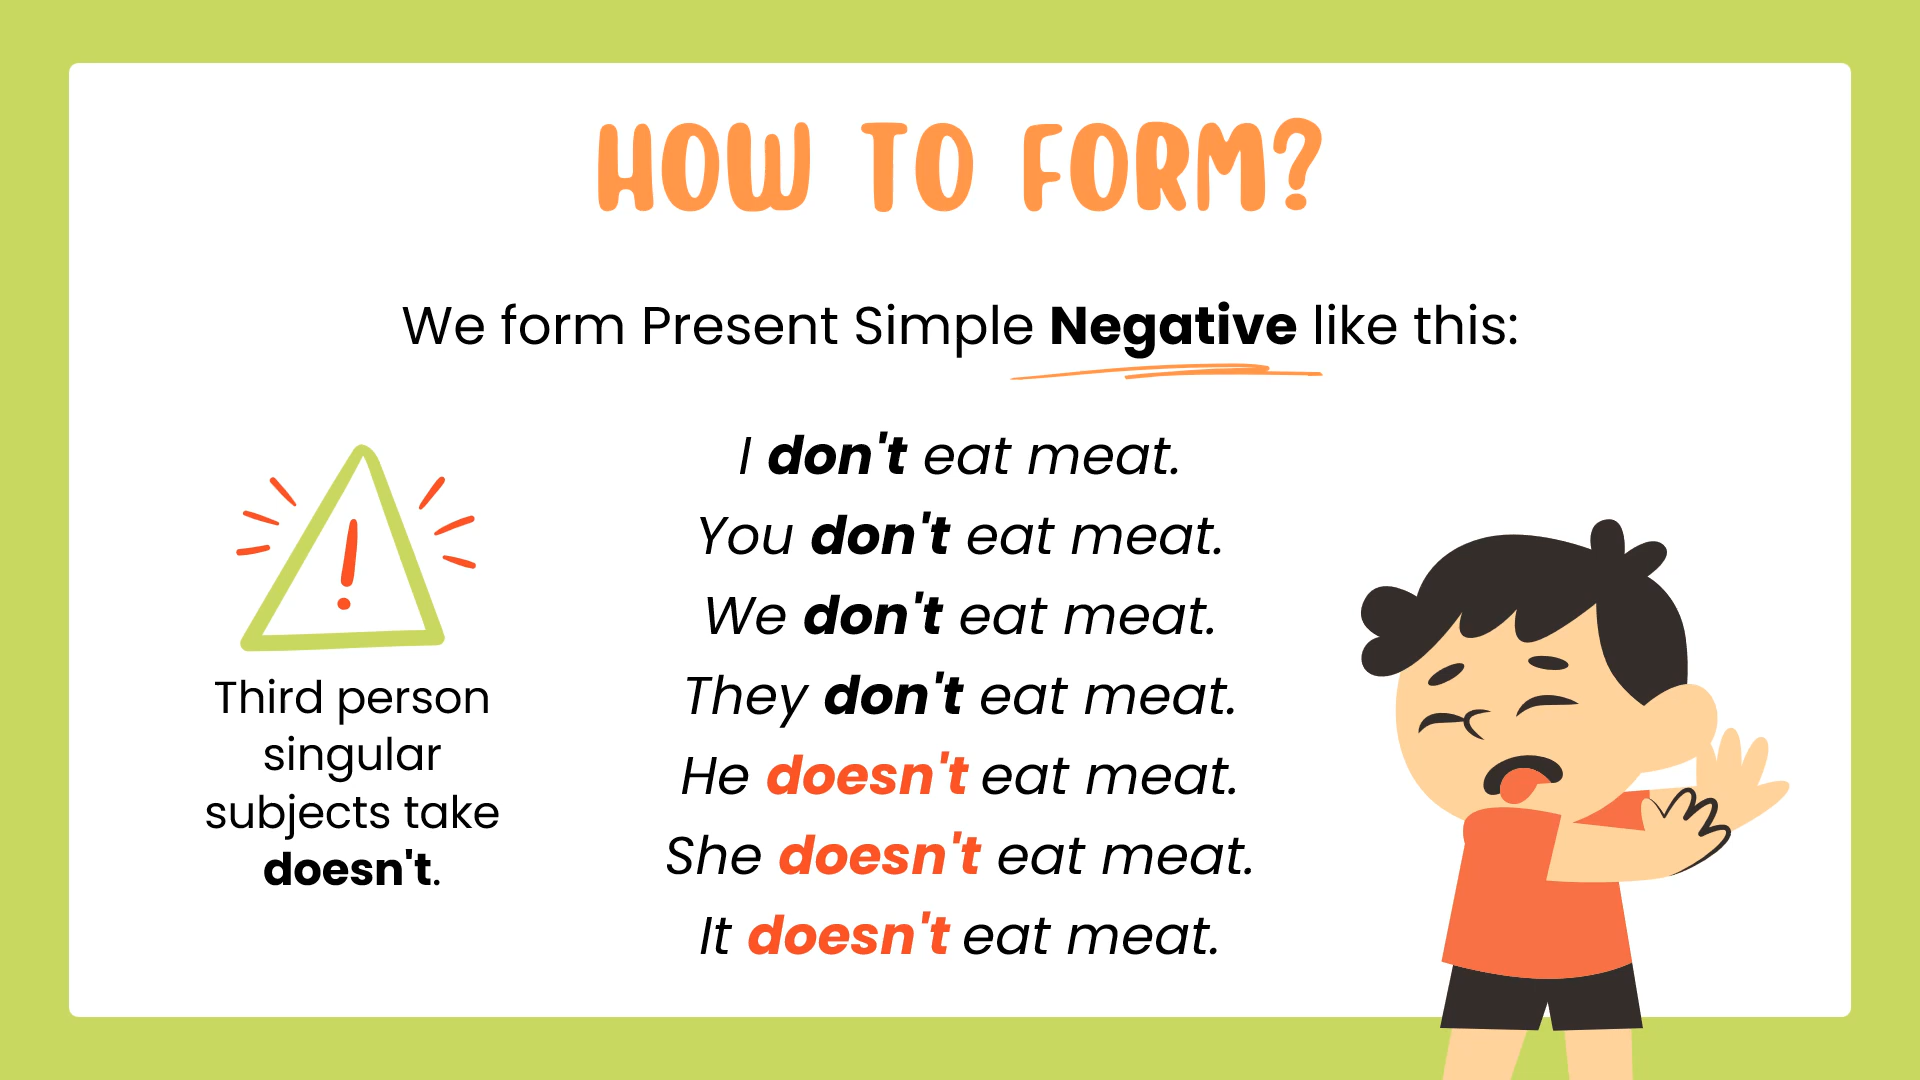 HOW TO FORM?
We form Present Simple Negative like this:
I don't eat meat.
You don't eat meat.
We don't eat meat.
They don't eat meat.
He doesn't eat meat.
She doesn't eat meat.
It doesn't eat meat.
Third person
singular
subjects take
doesn't.